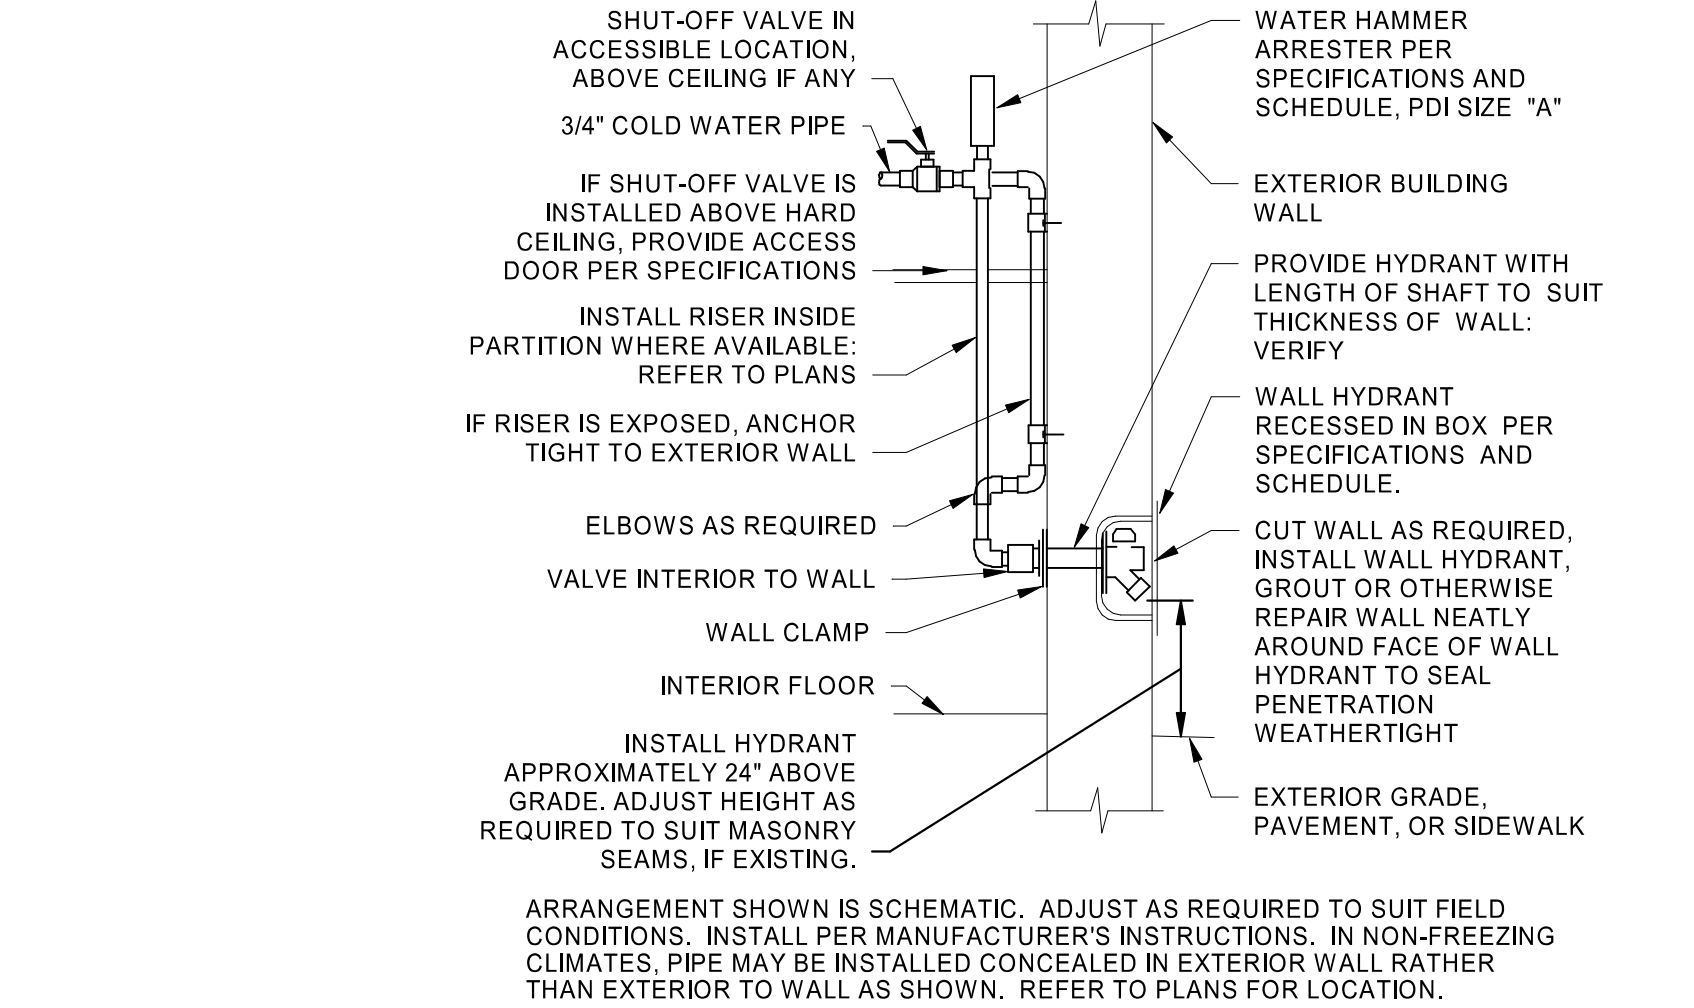 SHUT-OFF VALVE IN
ACCESSIBLE LOCATION,
ABOVE CEILING IF ANY
3/4" COLD WATER PIPE
IF SHUT-OFF VALVE IS
INSTALLED ABOVE HARD
CEILING, PROVIDE ACCESS
DOOR PER SPECIFICATIONS
INSTALL RISER INSIDE
PARTITION WHERE AVAILABLE:
REFER TO PLANS
IF RISER IS EXPOSED, ANCHOR
TIGHT TO EXTERIOR WALL
ELBOWS AS REQUIRED
VALVE INTERIOR TO WALL
WALL CLAMP
INTERIOR FLOOR
INSTALL HYDRANT
APPROXIMATELY 24" ABOVE
GRADE. ADJUST HEIGHT AS
REQUIRED TO SUIT MASONRY
SEAMS, IF EXISTING.
WATER HAMMER
ARRESTER PER
SPECIFICATIONS AND
SCHEDULE, PDI SIZE "A"
EXTERIOR BUILDING
WALL
PROVIDE HYDRANT WITH
LENGTH OF SHAFT TO SUIT
THICKNESS OF WALL:
VERIFY
WALL HYDRANT
RECESSED IN BOX PER
SPECIFICATIONS AND
SCHEDULE.
CUT WALL AS REQUIRED,
INSTALL WALL HYDRANT,
GROUT OR OTHERWISE
REPAIR WALL NEATLY
AROUND FACE OF WALL
HYDRANT TO SEAL
PENETRATION
WEATHERTIGHT
EXTERIOR GRADE,
PAVEMENT, OR SIDEWALK
ARRANGEMENT SHOWN IS SCHEMATIC. ADJUST AS REQUIRED TO SUIT FIELD
CONDITIONS. INSTALL PER MANUFACTURER'S INSTRUCTIONS. IN NON-FREEZING
CLIMATES, PIPE MAY BE INSTALLED CONCEALED IN EXTERIOR WALL RATHER
THAN EXTERIOR TO WALL AS SHOWN. REFER TO PLANS FOR LOCATION.